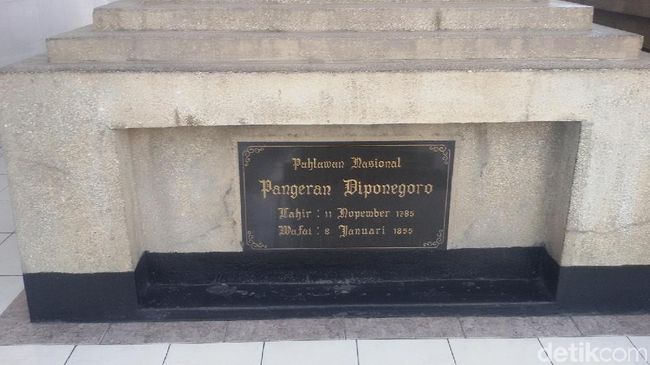 Pahlawan Nasional
Pangeran Diponegoro
Lahir : 11 Nopember 1785
Wafat : 8 Januari 1855
detikcom